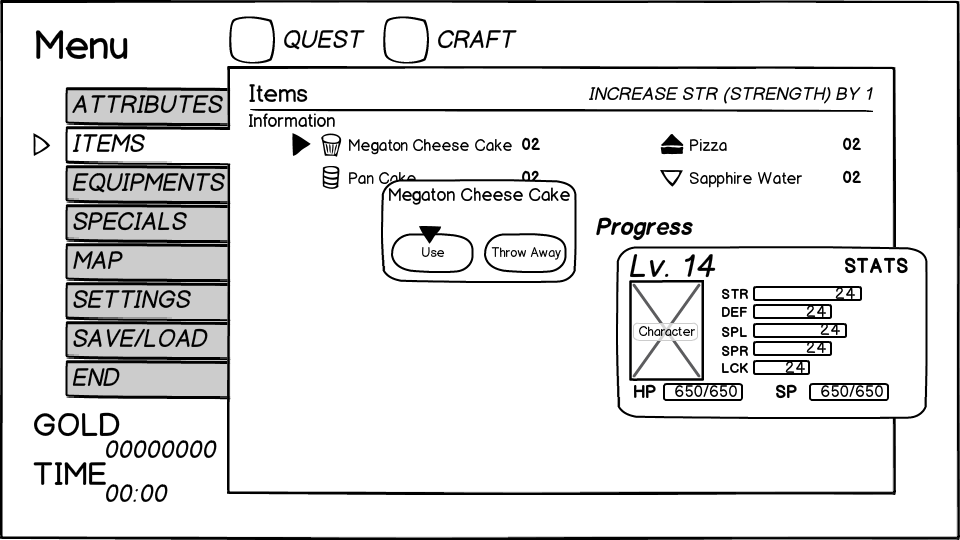 Menu
QUEST
CRAFT
ATTRIBUTES
ITEMS
EQUIPMENTS
SPECIALS
MAP
SETTINGS
SAVE/LOAD
END
GOLD
00000000
TIME
00:00
Items
INCREASE STR (STRENGTH) BY 1
Information
Megaton Cheese Cake 02
Pizza 02
Pan Cake 02
Sapphire Water 02
Megaton Cheese Cake
Use
Throw Away
Progress
Lv. 14
STATS
Character
STR 24
DEF 24
SPL 24
SPR 24
LCK 24
HP 650/650
SP 650/650